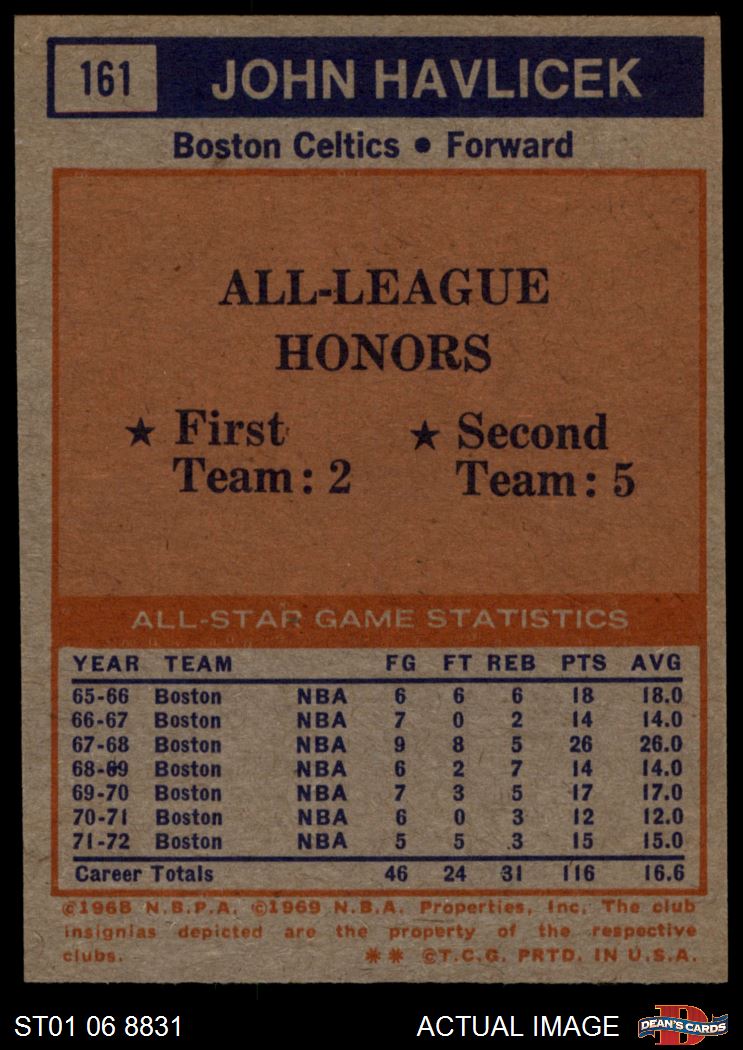 161 JOHN HAVLICEK
Boston Celtics • Forward
ALL-LEAGUE
HONORS
★ First Team: 2
★ Second Team: 5
ALL-STAR GAME STATISTICS
YEAR TEAM FG FT REB PTS AVG
65-66 Boston NBA 6 6 6 18 18.0
66-67 Boston NBA 7 0 2 14 14.0
67-68 Boston NBA 9 8 5 26 26.0
68-69 Boston NBA 6 2 7 14 14.0
69-70 Boston NBA 7 3 5 17 17.0
70-71 Boston NBA 6 0 3 12 12.0
71-72 Boston NBA 5 5 3 15 15.0
Career Totals 46 24 31 116 16.6
©1968 N.B.P.A. ©1969 N.B.A. Properties, Inc. The club
insignias depicted are the property of the respective
clubs. ** ©T.C.G. PRTD. IN U.S.A.
ST01 06 8831 ACTUAL IMAGE
D
DEAN'S CARDS